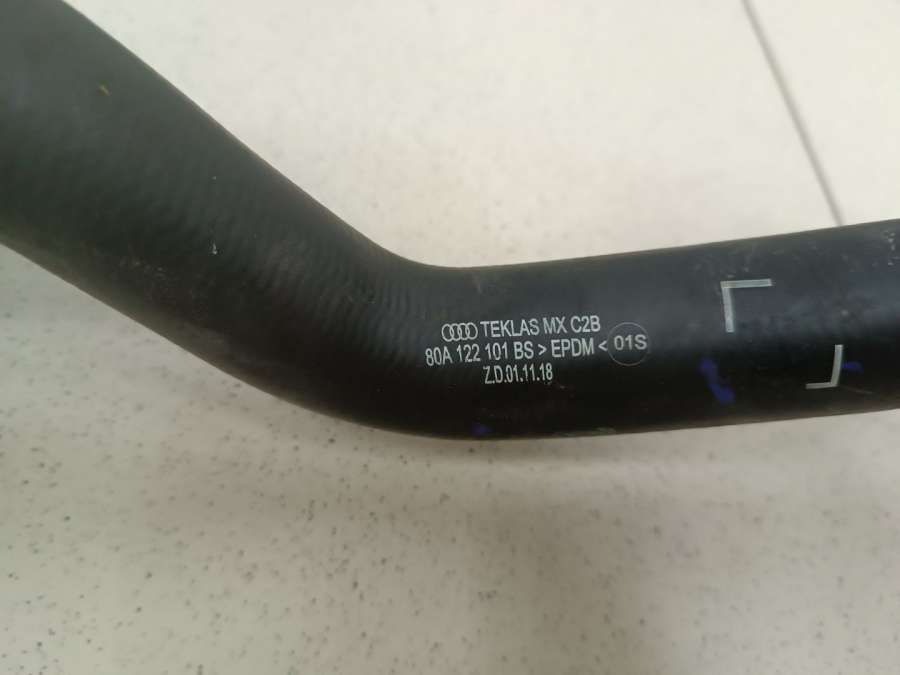 TEKLAS MX C2B
80A 122 101 BS > EPDM < 01S
Z.D.01.11.18